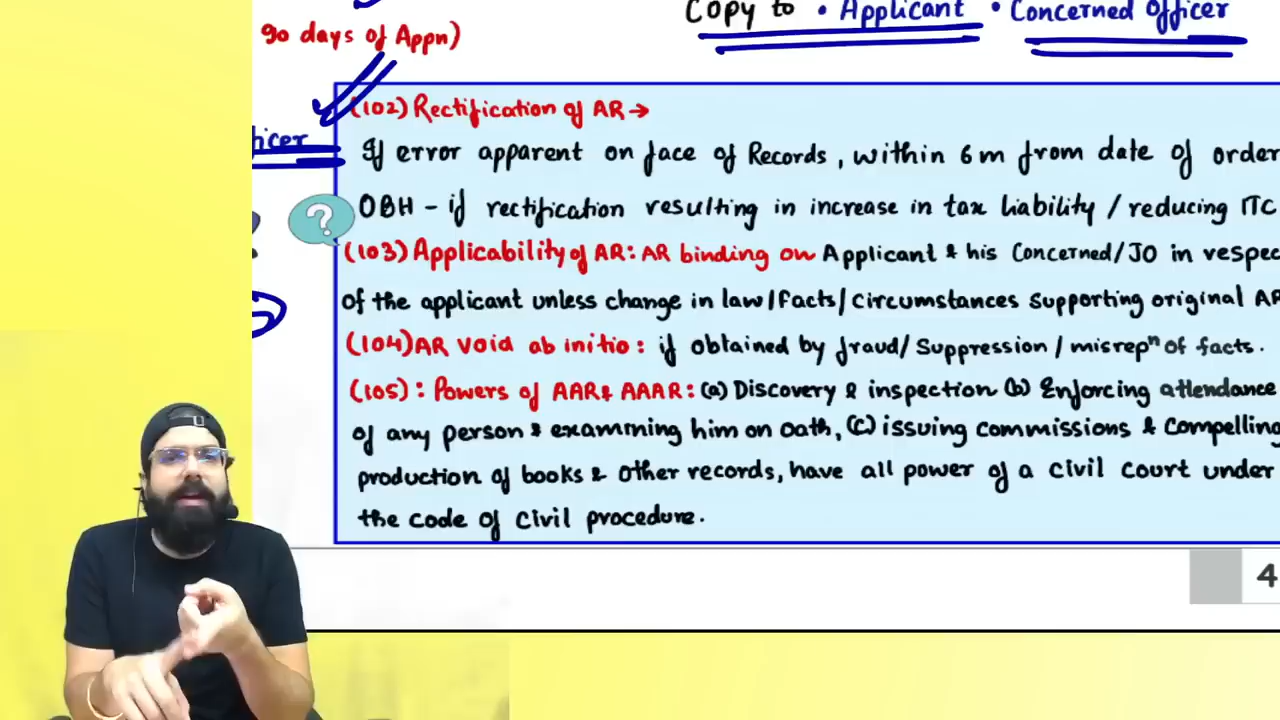 Copy to • Applicant • Concerned Officer
90 days of Appn)
(102) Rectification of AR →
If error apparent on face of Records, within 6m from date of order
OBH - if rectification resulting in increase in tax liability / reducing ITC
?
(103) Applicability of AR: AR binding on Applicant & his Concerned/JO in
of the applicant unless change in law/facts/circumstances supporting original
(104) AR void ab initio: if obtained by fraud/ Suppression / misrepⁿ of facts.
(105): Powers of AAR & AAAR: (a) Discovery & inspection (b) Enforcing attendance
of any person & examining him on oath, (c) issuing commissions & Compelling
production of books & other records, have all power of a civil court under
the code of civil procedure.
4